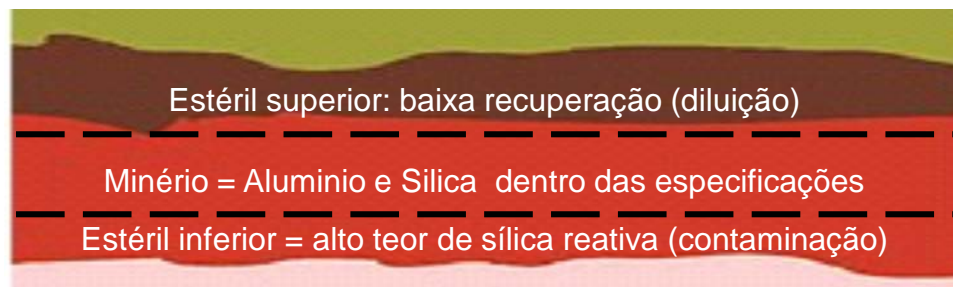 Estéril superior: baixa recuperação (diluição)
Minério = Aluminio e Silica dentro das especificações
Estéril inferior = alto teor de sílica reativa (contaminação)